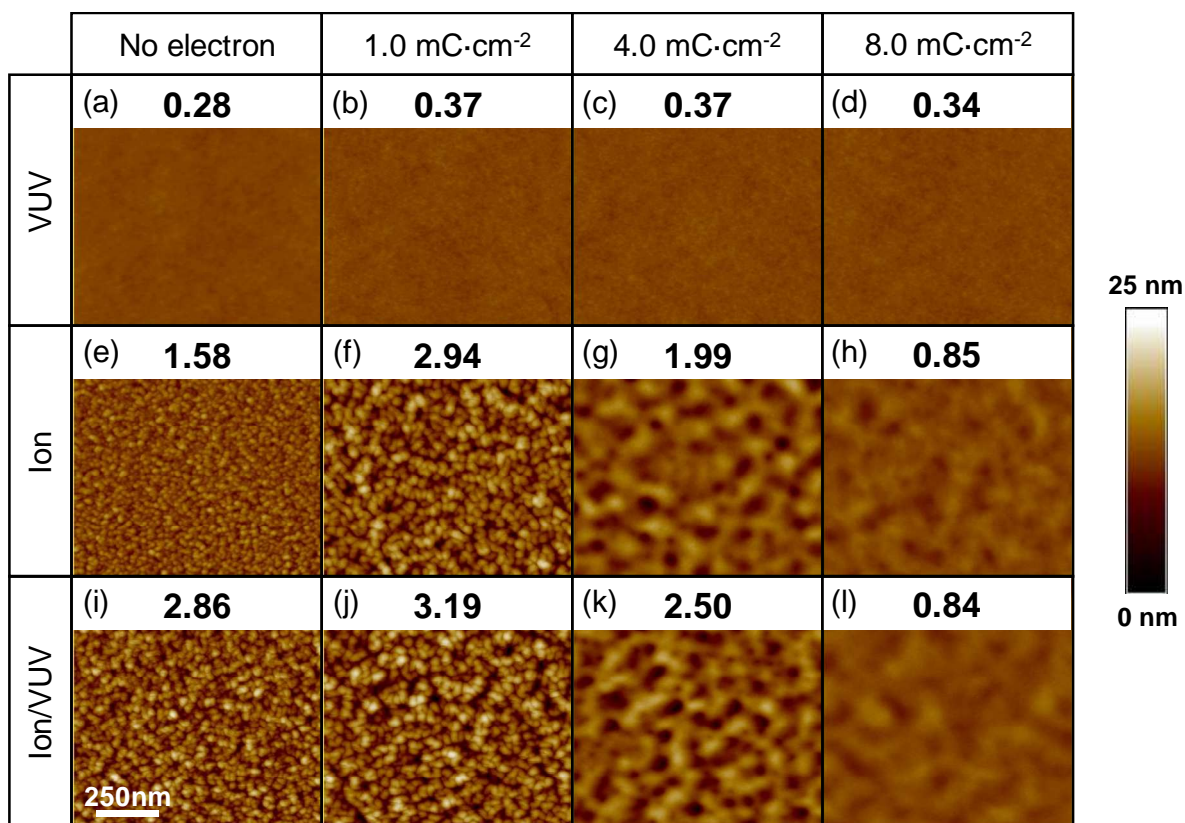 No electron 1.0 mC·cm-2 4.0 mC·cm-2 8.0 mC·cm-2
VUV
(a) 0.28 (b) 0.37 (c) 0.37 (d) 0.34
Ion
(e) 1.58 (f) 2.94 (g) 1.99 (h) 0.85
Ion/VUV
(i) 2.86 (j) 3.19 (k) 2.50 (l) 0.84
250nm
25 nm
0 nm